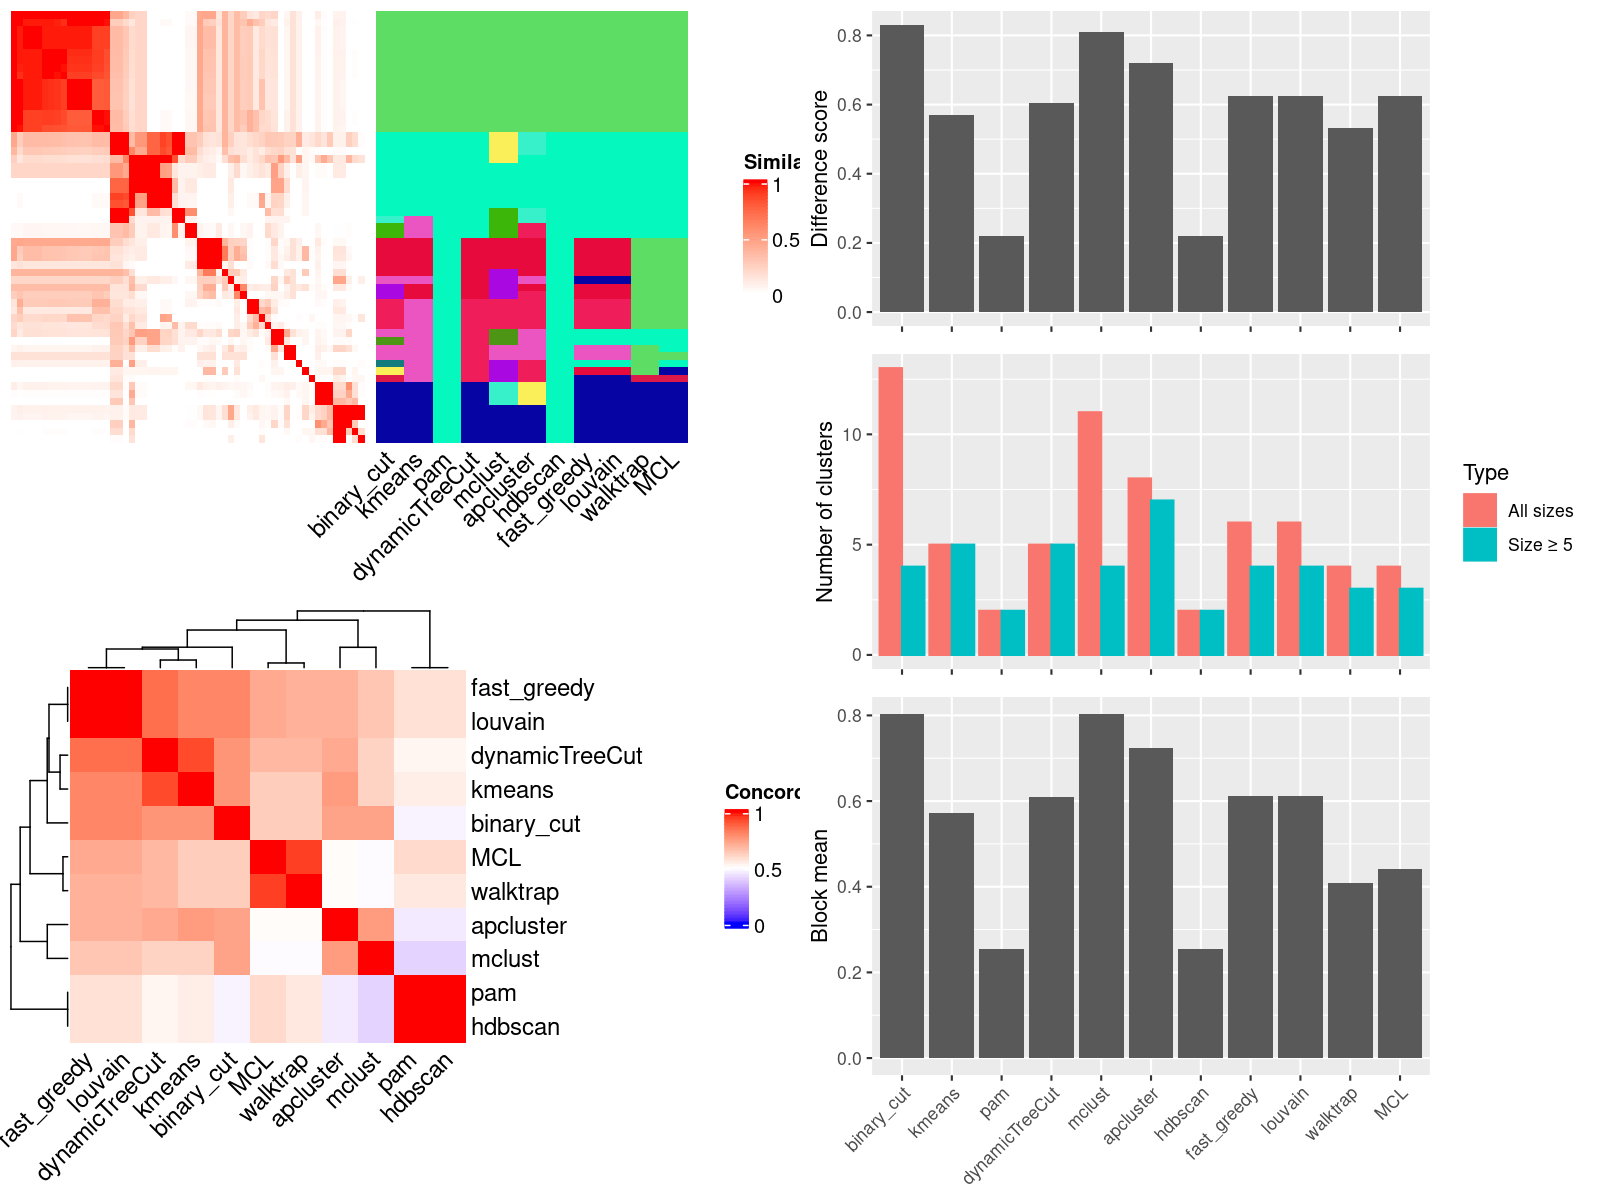 Simila
1
0.5
0
binary_cut
kmeans
pam
dynamicTreeCut
mclust
apcluster
hdbscan
fast_greedy
louvain
walktrap
MCL
fast_greedy
louvain
dynamicTreeCut
kmeans
binary_cut
MCL
walktrap
apcluster
mclust
pam
hdbscan
Concord
1
0.5
0
fast_greedy
louvain
dynamicTreeCut
kmeans
binary_cut
MCL
walktrap
apcluster
mclust
pam
hdbscan
Difference score
0.8
0.6
0.4
0.2
0.0
Number of clusters
10
5
0
Type
All sizes
Size ≥ 5
Block mean
0.8
0.6
0.4
0.2
0.0
binary_cut
kmeans
pam
dynamicTreeCut
mclust
apcluster
hdbscan
fast_greedy
louvain
walktrap
MCL